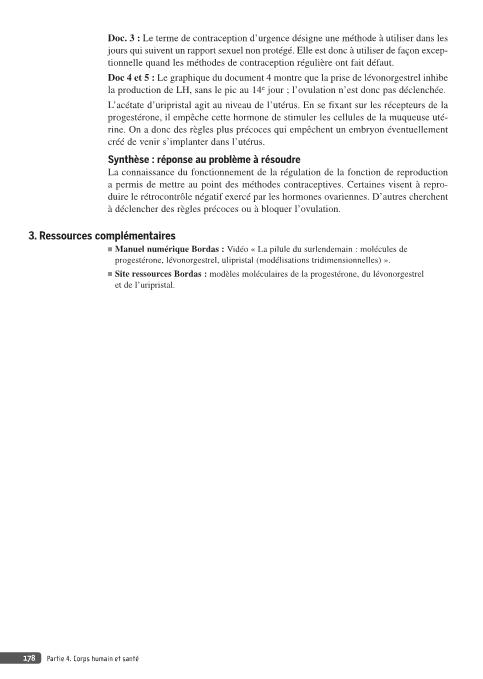 Doc. 3 : Le terme de contraception d’urgence désigne une méthode à utiliser dans les
jours qui suivent un rapport sexuel non protégé. Elle est donc à utiliser de façon excep-
tionnelle quand les méthodes de contraception régulière ont fait défaut.
Doc 4 et 5 : Le graphique du document 4 montre que la prise de lévonorgestrel inhibe
la production de LH, sans le pic au 14e jour ; l’ovulation n’est donc pas déclenchée.
L’acétate d’uripristal agit au niveau de l’utérus. En se fixant sur les récepteurs de la
progestérone, il empêche cette hormone de stimuler les cellules de la muqueuse uté-
rine. On a donc des règles plus précoces qui empêchent un embryon éventuellement
créé de venir s’implanter dans l’utérus.
Synthèse : réponse au problème à résoudre
La connaissance du fonctionnement de la régulation de la fonction de reproduction
a permis de mettre au point des méthodes contraceptives. Certaines visent à repro-
duire le rétrocontrôle négatif exercé par les hormones ovariennes. D’autres cherchent
à déclencher des règles précoces ou à bloquer l’ovulation.
3. Ressources complémentaires
■ Manuel numérique Bordas : Vidéo « La pilule du surlendemain : molécules de
progestérone, lévonorgestrel, ulipristal (modélisations tridimensionnelles) ».
■ Site ressources Bordas : modèles moléculaires de la progestérone, du lévonorgestrel
et de l’uripristal.
178 Partie 4. Corps humain et santé